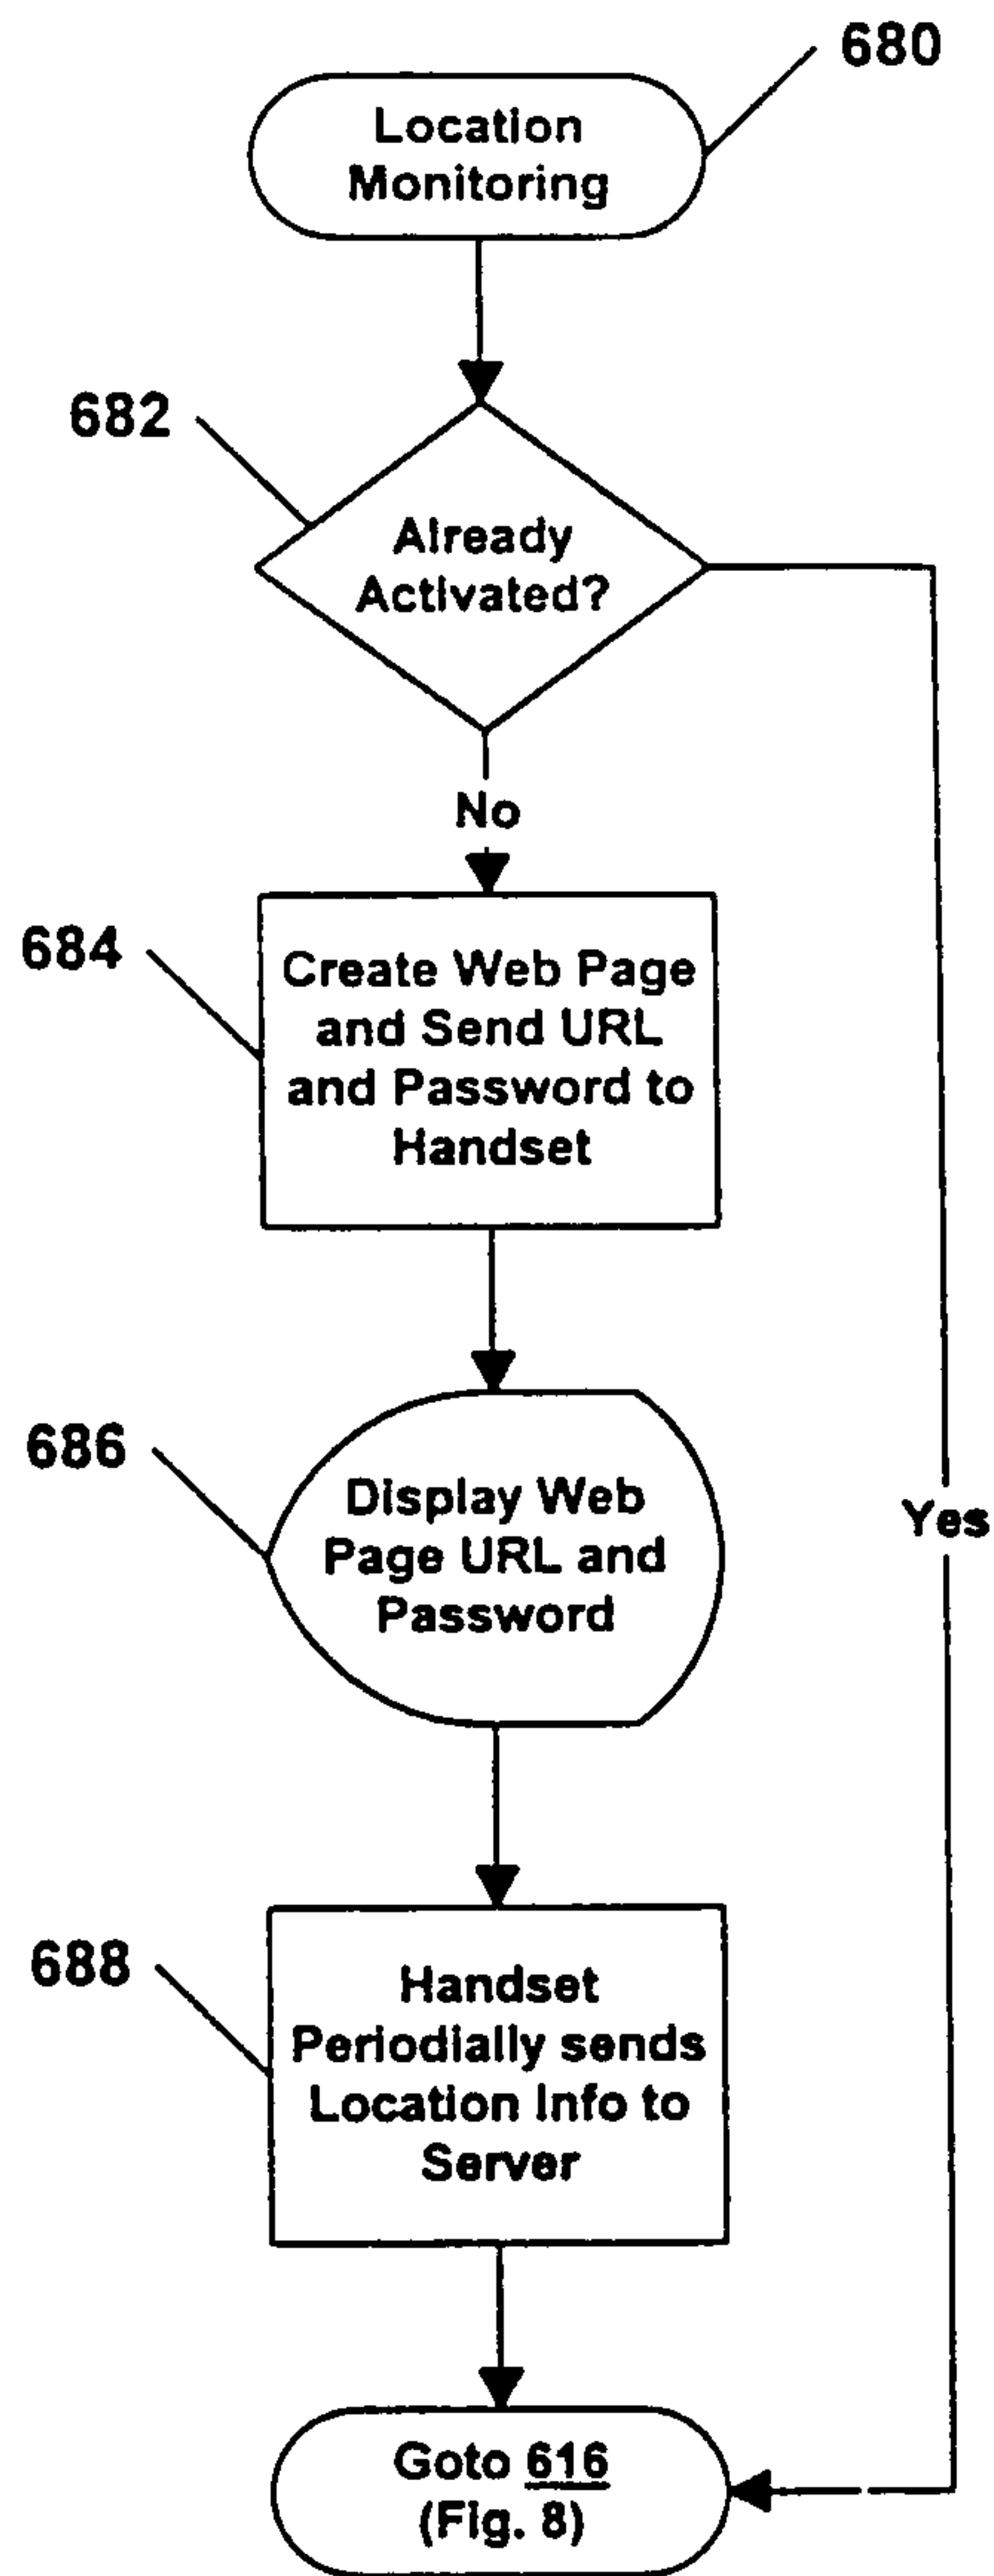 680
Location
Monitoring
682
Already
Activated?
No
684
Create Web Page
and Send URL
and Password to
Handset
686
Display Web
Page URL and
Password
Yes
688
Handset
Periodially sends
Location Info to
Server
Goto 616
(Fig. 8)